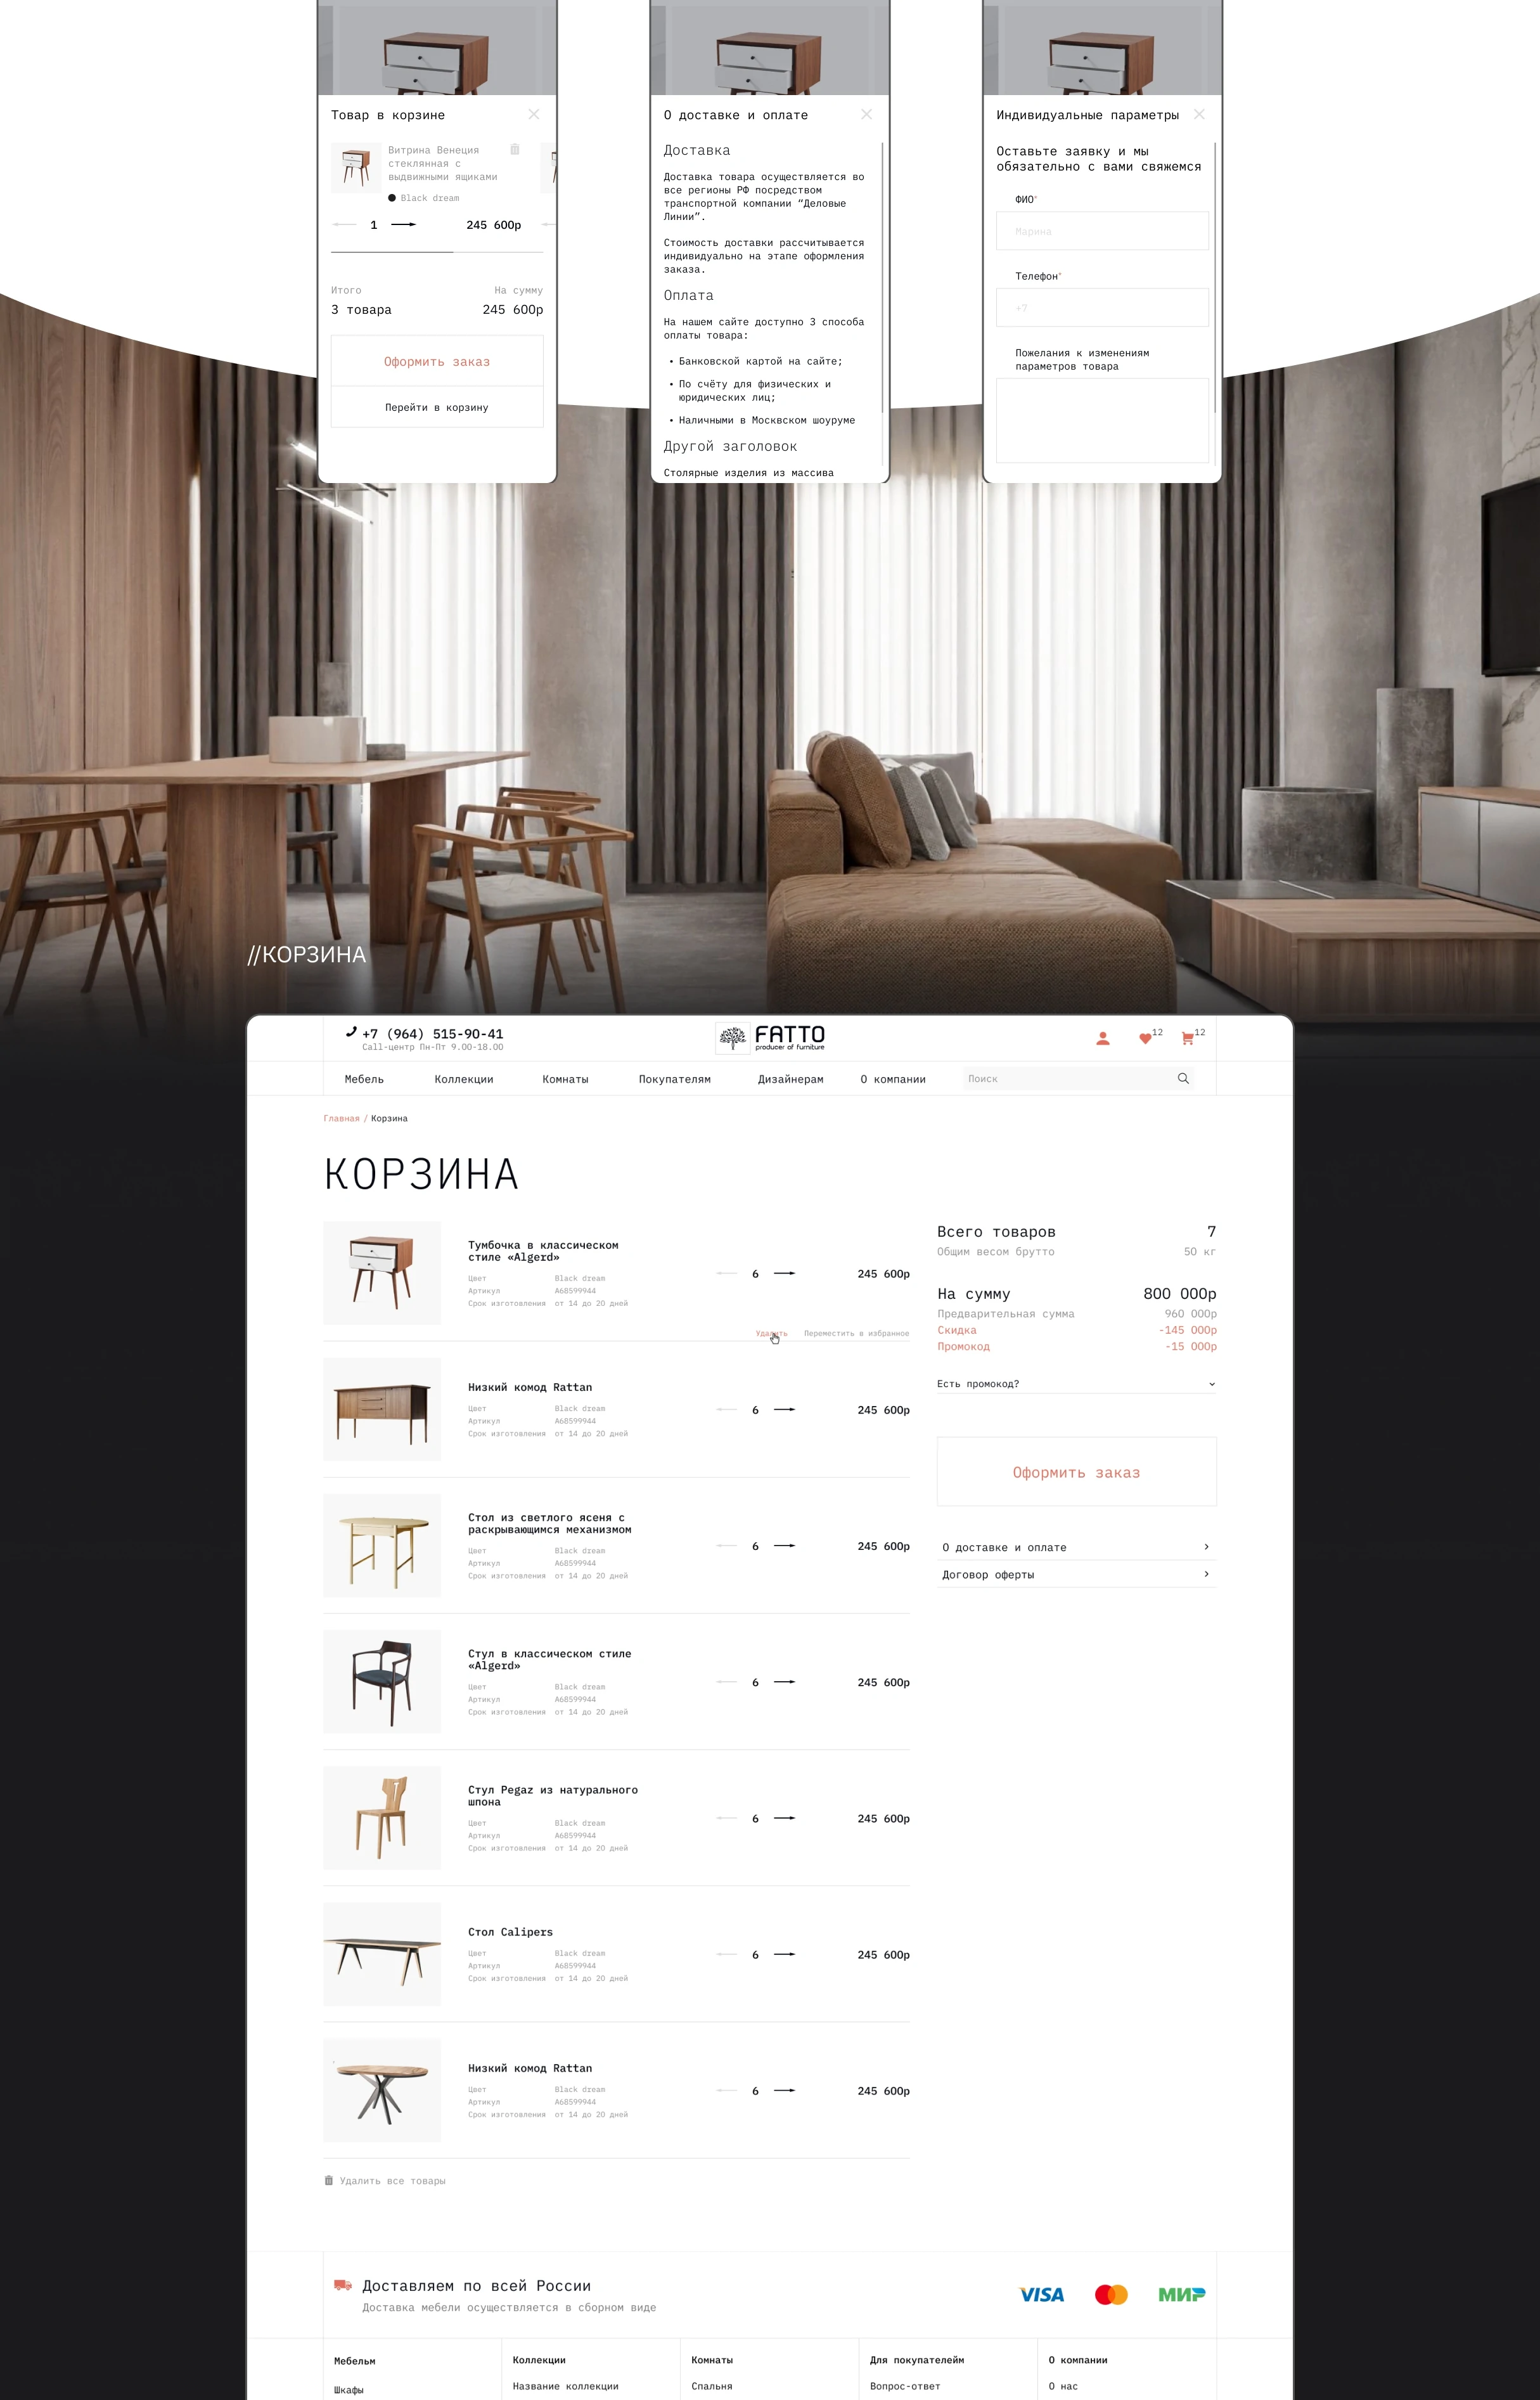 Товар в корзине
Витрина Венеция
стеклянная с
выдвижными ящиками
Black dream
1
245 600р
Итого
На сумму
3 товара
245 600р
Оформить заказ
Перейти в корзину
О доставке и оплате
Доставка
Доставка товара осуществляется во
все регионы РФ посредством
транспортной компании “Деловые
Линии”.
Стоимость доставки рассчитывается
индивидуально на этапе оформления
заказа.
Оплата
На нашем сайте доступно 3 способа
оплаты товара:
• Банковской картой на сайте;
• По счёту для физических и
юридических лиц;
• Наличными в Москвском шоуруме
Другой заголовок
Столярные изделия из массива
Индивидуальные параметры
Оставьте заявку и мы
обязательно с вами свяжемся
ФИО*
Марина
Телефон*
+7
Пожелания к изменениям
параметров товара
//КОРЗИНА
+7 (964) 515-90-41
Call-центр Пн-Пт 9.00-18.00
FATTO
producer of furniture
12
12
Мебель
Коллекции
Комнаты
Покупателям
Дизайнерам
О компании
Поиск
Главная / Корзина
КОРЗИНА
Тумбочка в классическом
стиле «Algerd»
Цвет Black dream
Артикул A68599944
Срок изготовления от 14 до 20 дней
6
245 600р
Удалить
Переместить в избранное
Низкий комод Rattan
Цвет Black dream
Артикул A68599944
Срок изготовления от 14 до 20 дней
6
245 600р
Стол из светлого ясеня с
раскрывающимся механизмом
Цвет Black dream
Артикул A68599944
Срок изготовления от 14 до 20 дней
6
245 600р
Стул в классическом стиле
«Algerd»
Цвет Black dream
Артикул A68599944
Срок изготовления от 14 до 20 дней
6
245 600р
Стул Pegaz из натурального
шпона
Цвет Black dream
Артикул A68599944
Срок изготовления от 14 до 20 дней
6
245 600р
Стол Calipers
Цвет Black dream
Артикул A68599944
Срок изготовления от 14 до 20 дней
6
245 600р
Низкий комод Rattan
Цвет Black dream
Артикул A68599944
Срок изготовления от 14 до 20 дней
6
245 600р
Удалить все товары
Всего товаров 7
Общим весом брутто 50 кг
На сумму 800 000р
Предварительная сумма 960 000р
Скидка -145 000р
Промокод -15 000р
Есть промокод?
Оформить заказ
О доставке и оплате
Договор оферты
Доставляем по всей России
Доставка мебели осуществляется в сборном виде
VISA
МИР
Мебельм
Шкафы
Коллекции
Название коллекции
Комнаты
Спальня
Для покупателейм
Вопрос-ответ
О компании
О нас